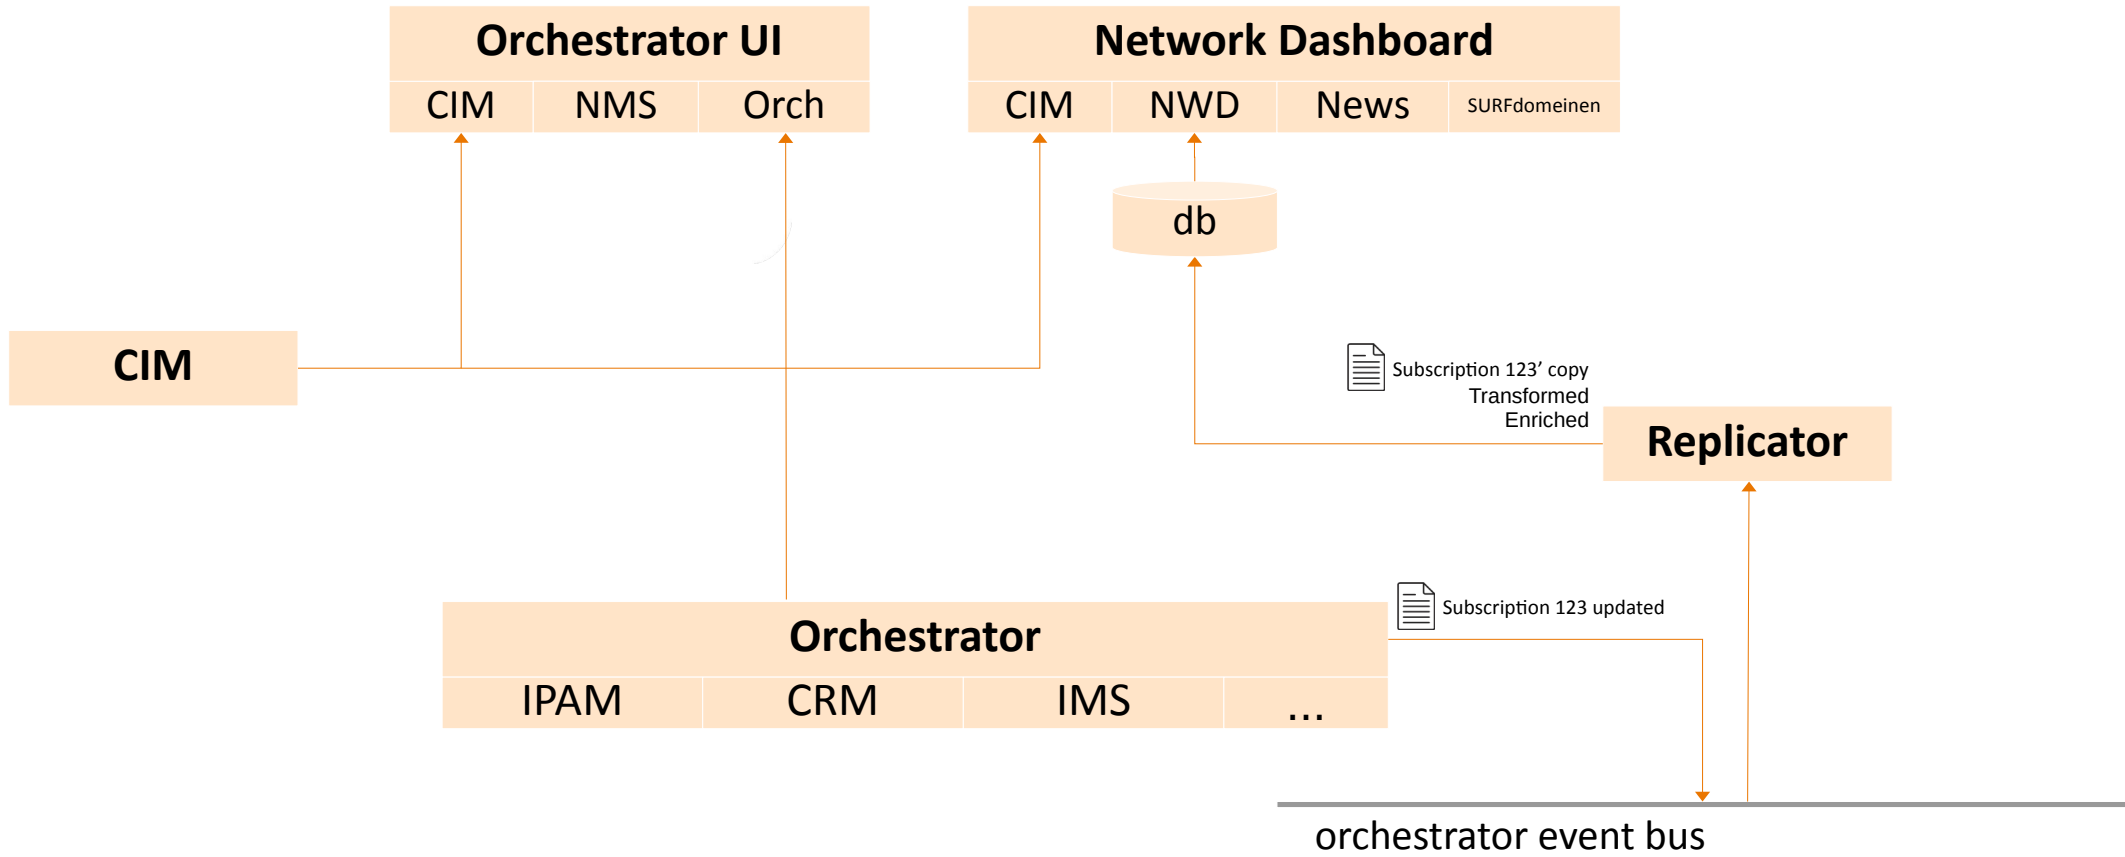 Orchestrator UI
CIM NMS Orch
Network Dashboard
CIM NWD News SURFdomeinen
db
CIM
Subscription 123’ copy
Transformed
Enriched
Replicator
Subscription 123 updated
Orchestrator
IPAM CRM IMS ...
orchestrator event bus